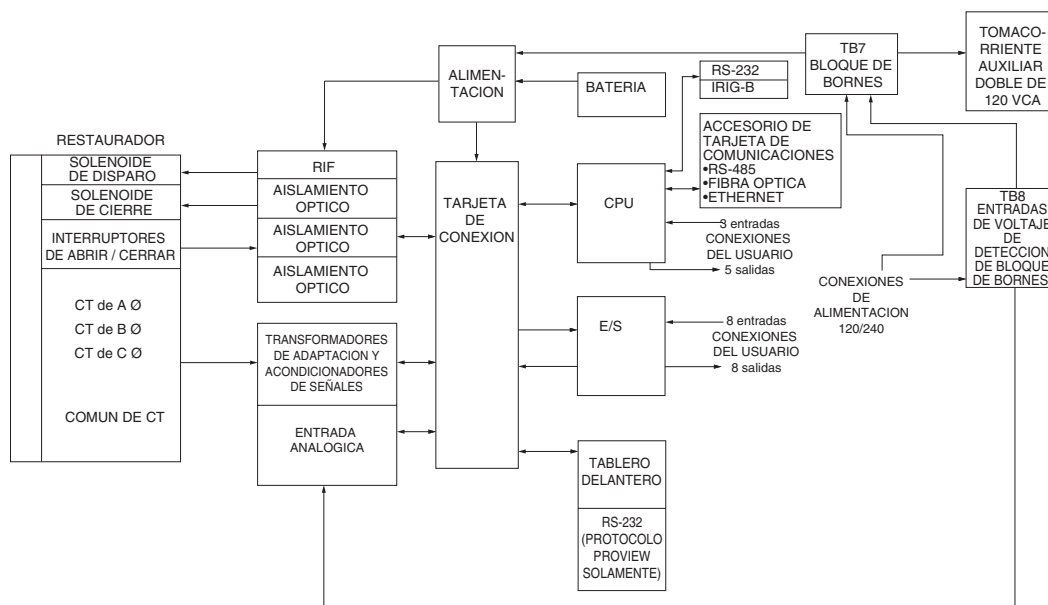 RESTAURADOR
SOLENOIDE
DE DISPARO
SOLENOIDE
DE CIERRE
INTERRUPTORES
DE ABRIR / CERRAR
CT de A Ø
CT de B Ø
CT de C Ø
COMUN DE CT
RIF
AISLAMIENTO
OPTICO
AISLAMIENTO
OPTICO
AISLAMIENTO
OPTICO
TRANSFORMADORES
DE ADAPTACION Y
ACONDICIONADORES
DE SEÑALES
ENTRADA
ANALOGICA
ALIMEN-
TACION
BATERIA
TARJETA
DE
CONEXION
CPU
E/S
TABLERO
DELANTERO
RS-232
(PROTOCOLO
PROVIEW
SOLAMENTE)
RS-232
IRIG-B
ACCESORIO DE
TARJETA DE
COMUNICACIONES
•RS-485
•FIBRA OPTICA
•ETHERNET
3 entradas
CONEXIONES
DEL USUARIO
5 salidas
8 entradas
CONEXIONES
DEL USUARIO
8 salidas
TB7
BLOQUE DE
BORNES
TOMACO-
RRIENTE
AUXILIAR
DOBLE DE
120 VCA
CONEXIONES
DE
ALIMENTACION
120/240
TB8
ENTRADAS
DE VOLTAJE
DE
DETECCION
DE BLOQUE
DE BORNES